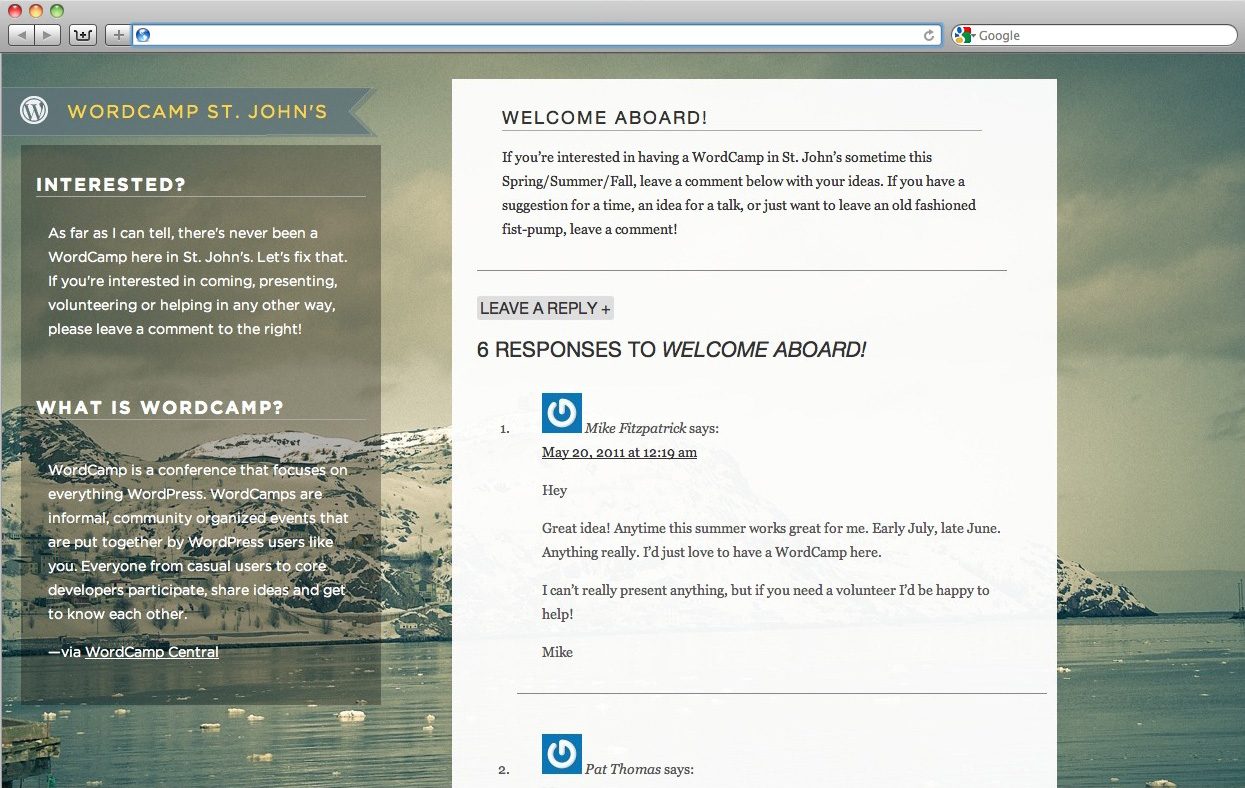 Google
WORDCAMP ST. JOHN'S
INTERESTED?
As far as I can tell, there's never been a
WordCamp here in St. John's. Let's fix that.
If you're interested in coming, presenting,
volunteering or helping in any other way,
please leave a comment to the right!
WHAT IS WORDCAMP?
WordCamp is a conference that focuses on
everything WordPress. WordCamps are
informal, community organized events that
are put together by WordPress users like
you. Everyone from casual users to core
developers participate, share ideas and get
to know each other.
—via WordCamp Central
WELCOME ABOARD!
If you're interested in having a WordCamp in St. John's sometime this
Spring/Summer/Fall, leave a comment below with your ideas. If you have a
suggestion for a time, an idea for a talk, or just want to leave an old fashioned
fist-pump, leave a comment!
LEAVE A REPLY +
6 RESPONSES TO WELCOME ABOARD!
1. Mike Fitzpatrick says:
May 20, 2011 at 12:19 am
Hey
Great idea! Anytime this summer works great for me. Early July, late June.
Anything really. I'd just love to have a WordCamp here.
I can't really present anything, but if you need a volunteer I'd be happy to
help!
Mike
2. Pat Thomas says: